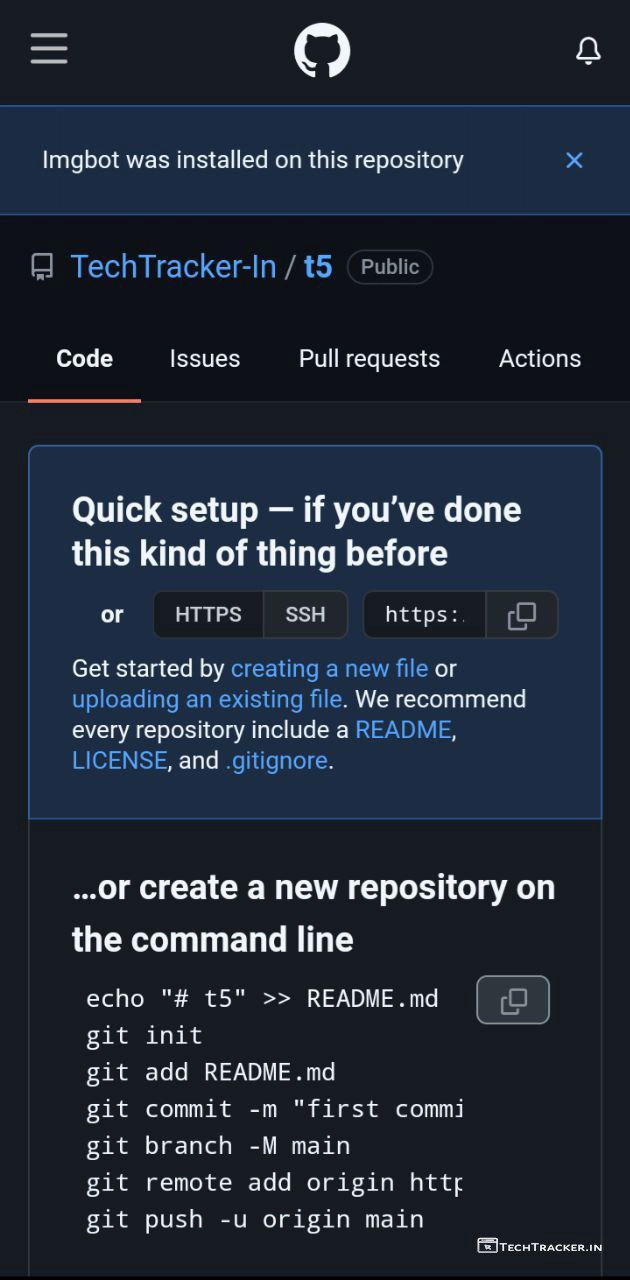 Imgbot was installed on this repository
TechTracker-In / t5 Public
Code Issues Pull requests Actions
Quick setup — if you’ve done
this kind of thing before
or HTTPS SSH https:.
Get started by creating a new file or
uploading an existing file. We recommend
every repository include a README,
LICENSE, and .gitignore.
…or create a new repository on
the command line
echo "# t5" >> README.md
git init
git add README.md
git commit -m "first commi
git branch -M main
git remote add origin http
git push -u origin main
TechTracker.in